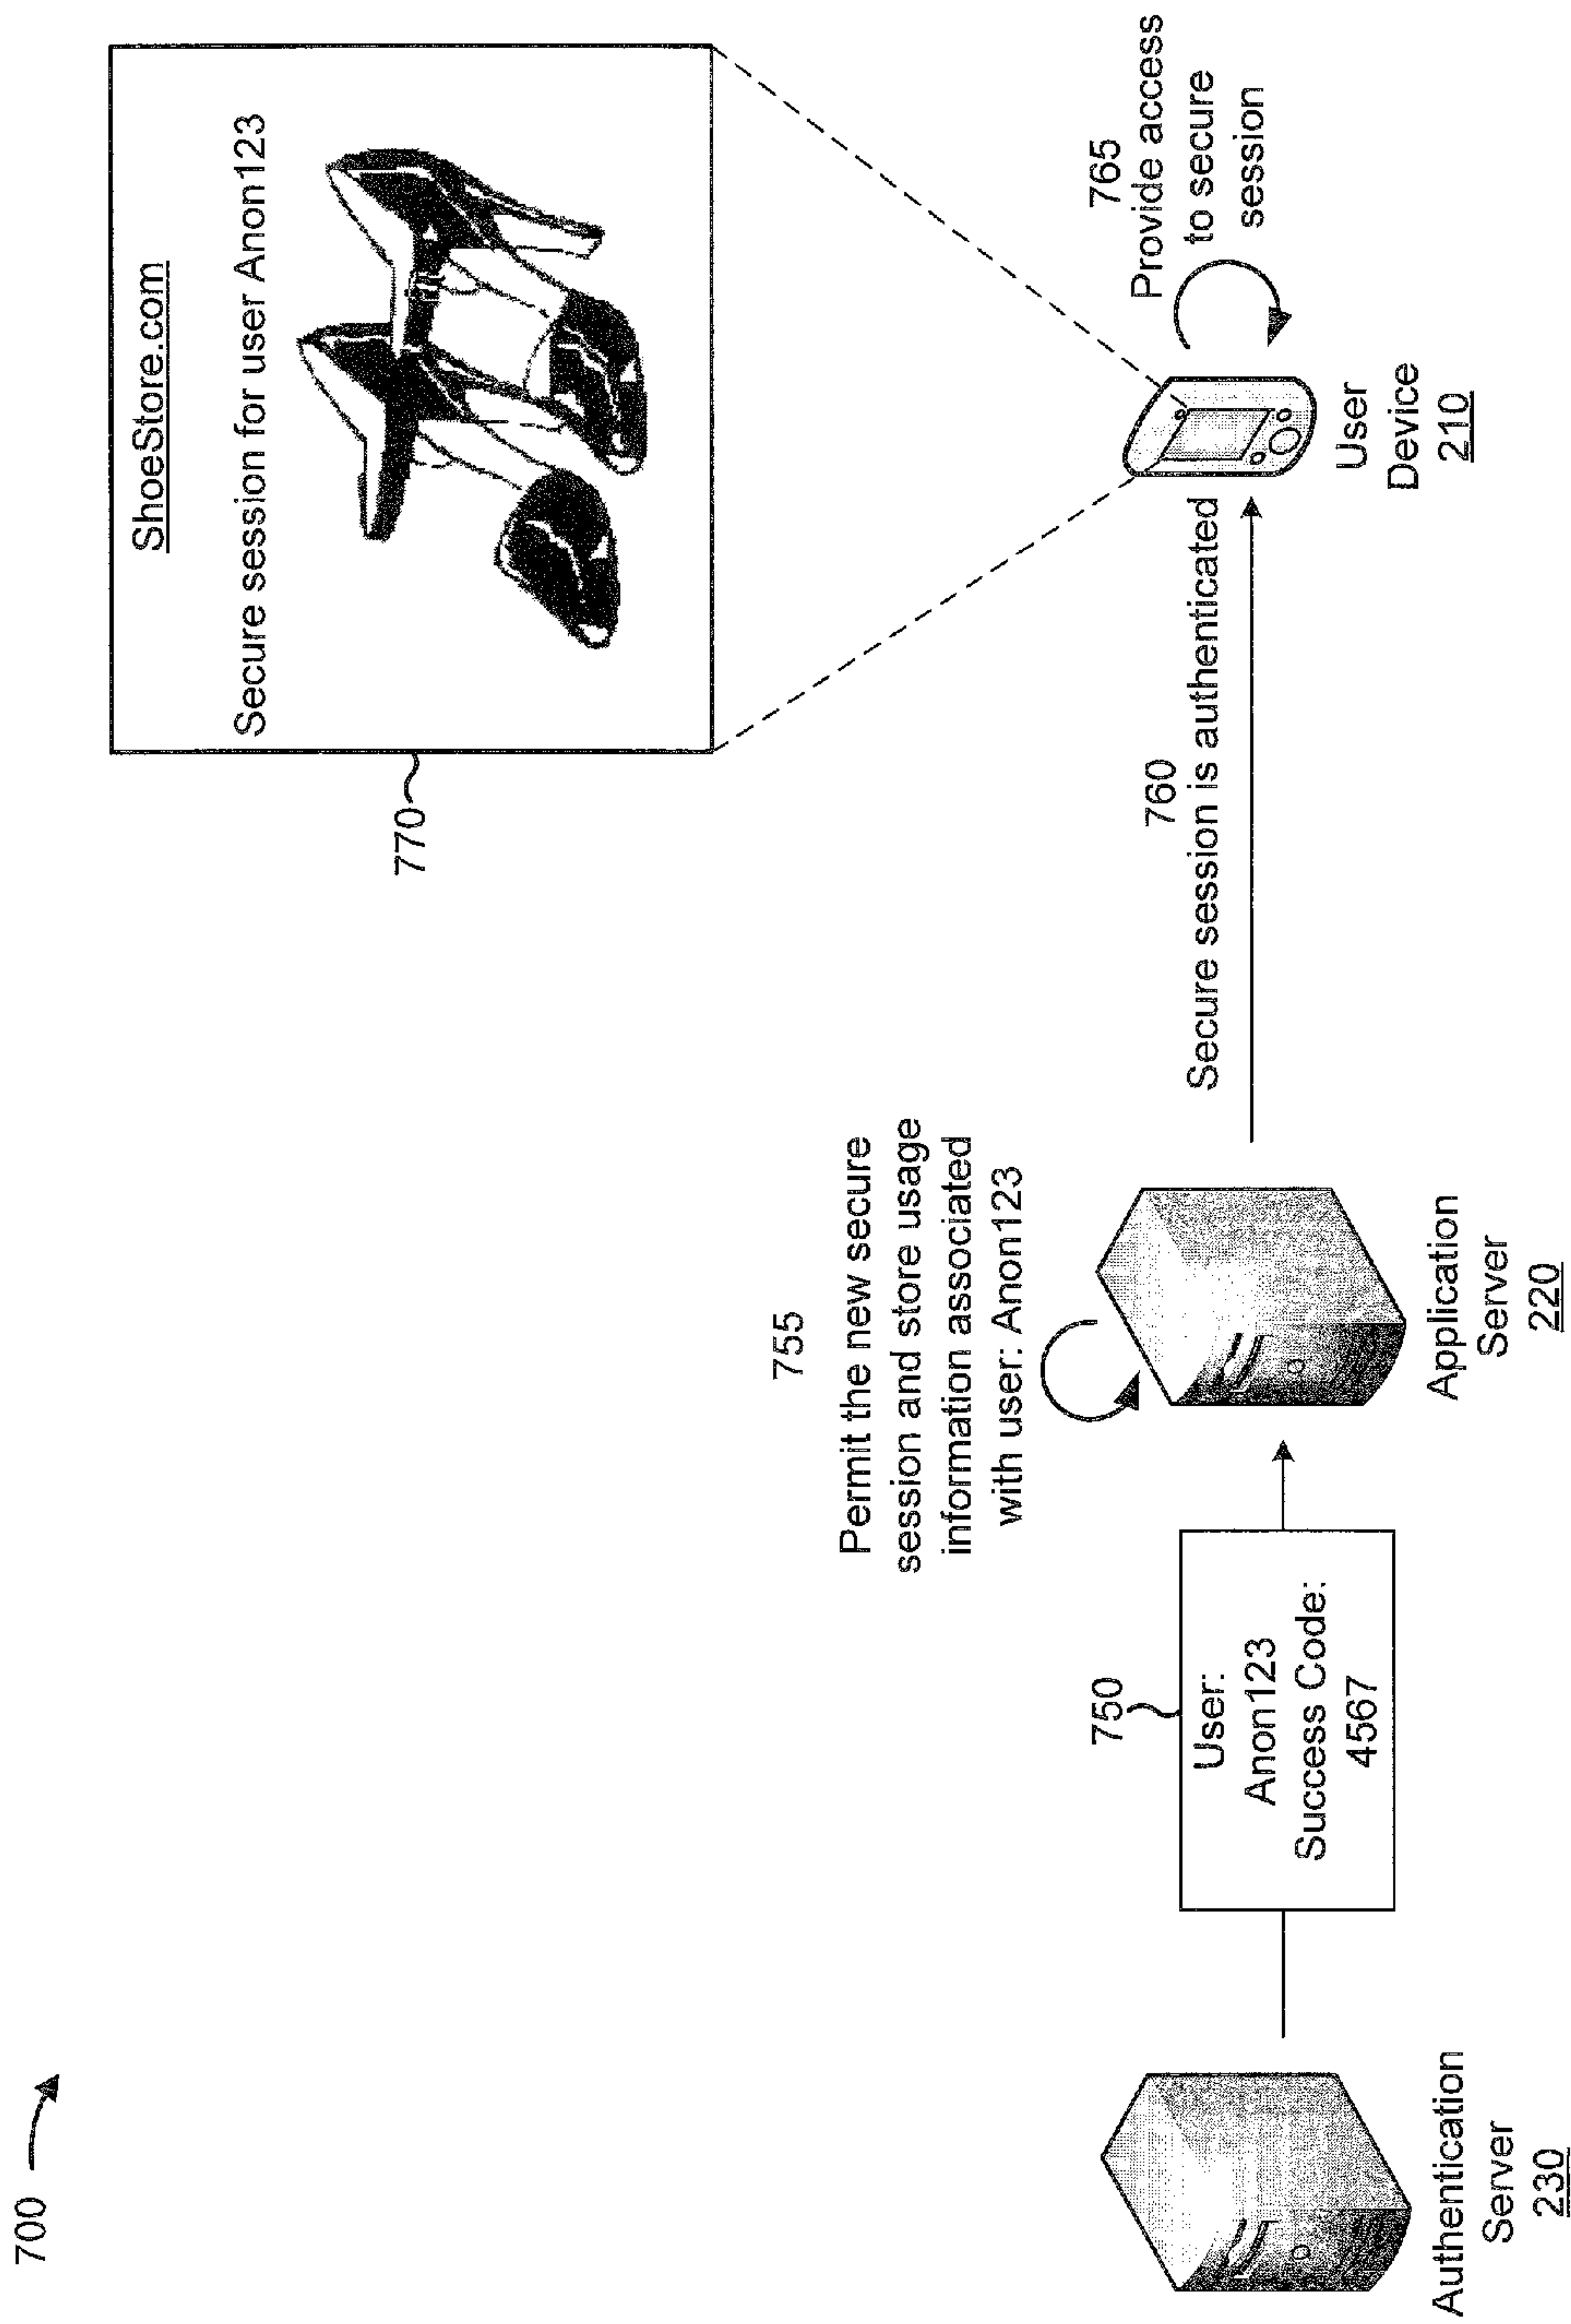 700
ShoeStore.com
Secure session for user Anon123
770
755
Permit the new secure
session and store usage
information associated
with user: Anon123
750
User:
Anon123
Success Code:
4567
760
Secure session is authenticated
765
Provide access
to secure
session
Authentication
Server
230
Application
Server
220
User
Device
210